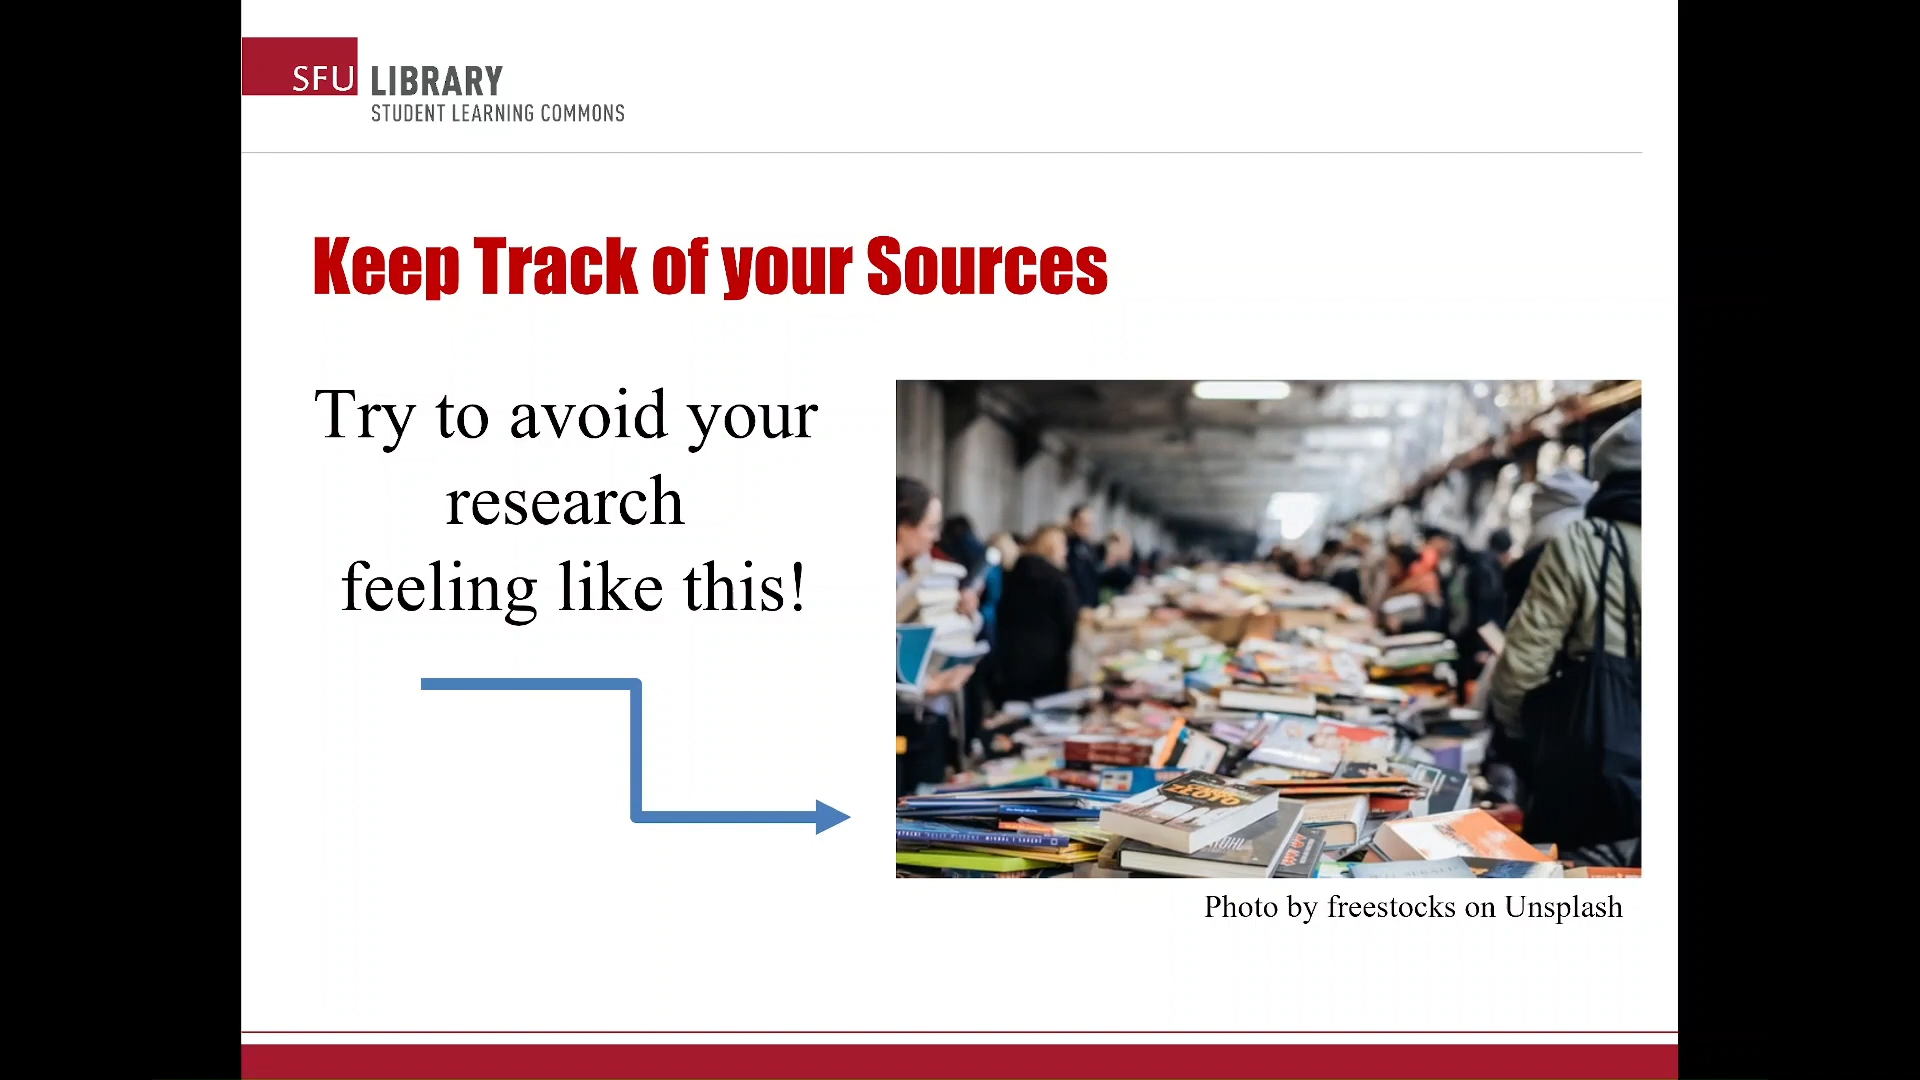 SFU LIBRARY
STUDENT LEARNING COMMONS
Keep Track of your Sources
Try to avoid your
research
feeling like this!
ZŁOTO
Photo by freestocks on Unsplash